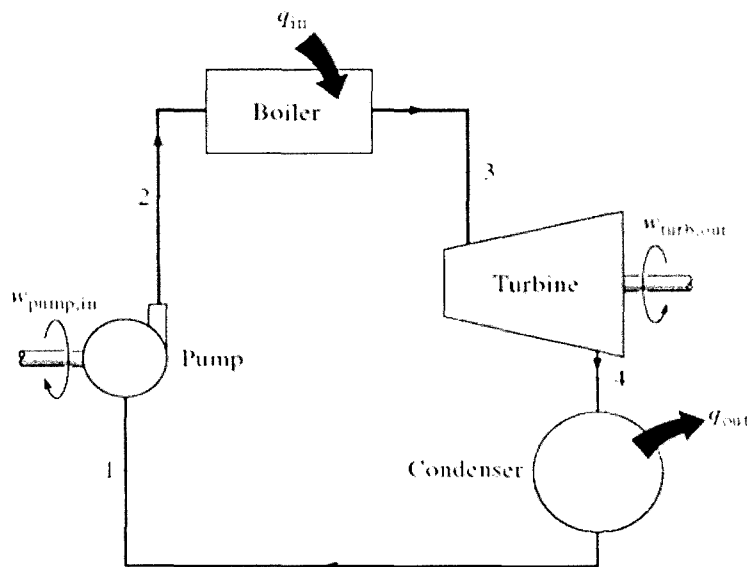 q_in
Boiler
3
2
w_turb,out
Turbine
w_pump,in
Pump
4
q_out
1
Condenser